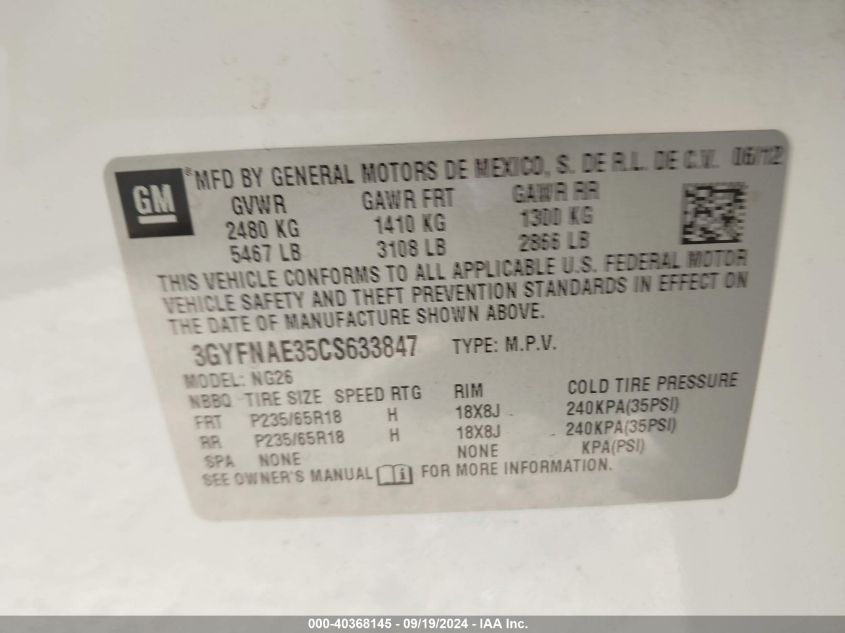 GM
MFD BY GENERAL MOTORS DE MEXICO, S. DE R.L. DE C.V. 06/12
GVWR GAWR FRT GAWR RR
2480 KG 1410 KG 1300 KG
5467 LB 3108 LB 2866 LB
THIS VEHICLE CONFORMS TO ALL APPLICABLE U.S. FEDERAL MOTOR
VEHICLE SAFETY AND THEFT PREVENTION STANDARDS IN EFFECT ON
THE DATE OF MANUFACTURE SHOWN ABOVE.
3GYFNAE35CS633847 TYPE: M.P.V.
MODEL: NG26
NBBQ TIRE SIZE SPEED RTG RIM COLD TIRE PRESSURE
FRT P235/65R18 H 18X8J 240KPA(35PSI)
RR P235/65R18 H 18X8J 240KPA(35PSI)
SPA NONE NONE KPA(PSI)
SEE OWNER'S MANUAL FOR MORE INFORMATION.
000-40368145 - 09/19/2024 - IAA Inc.